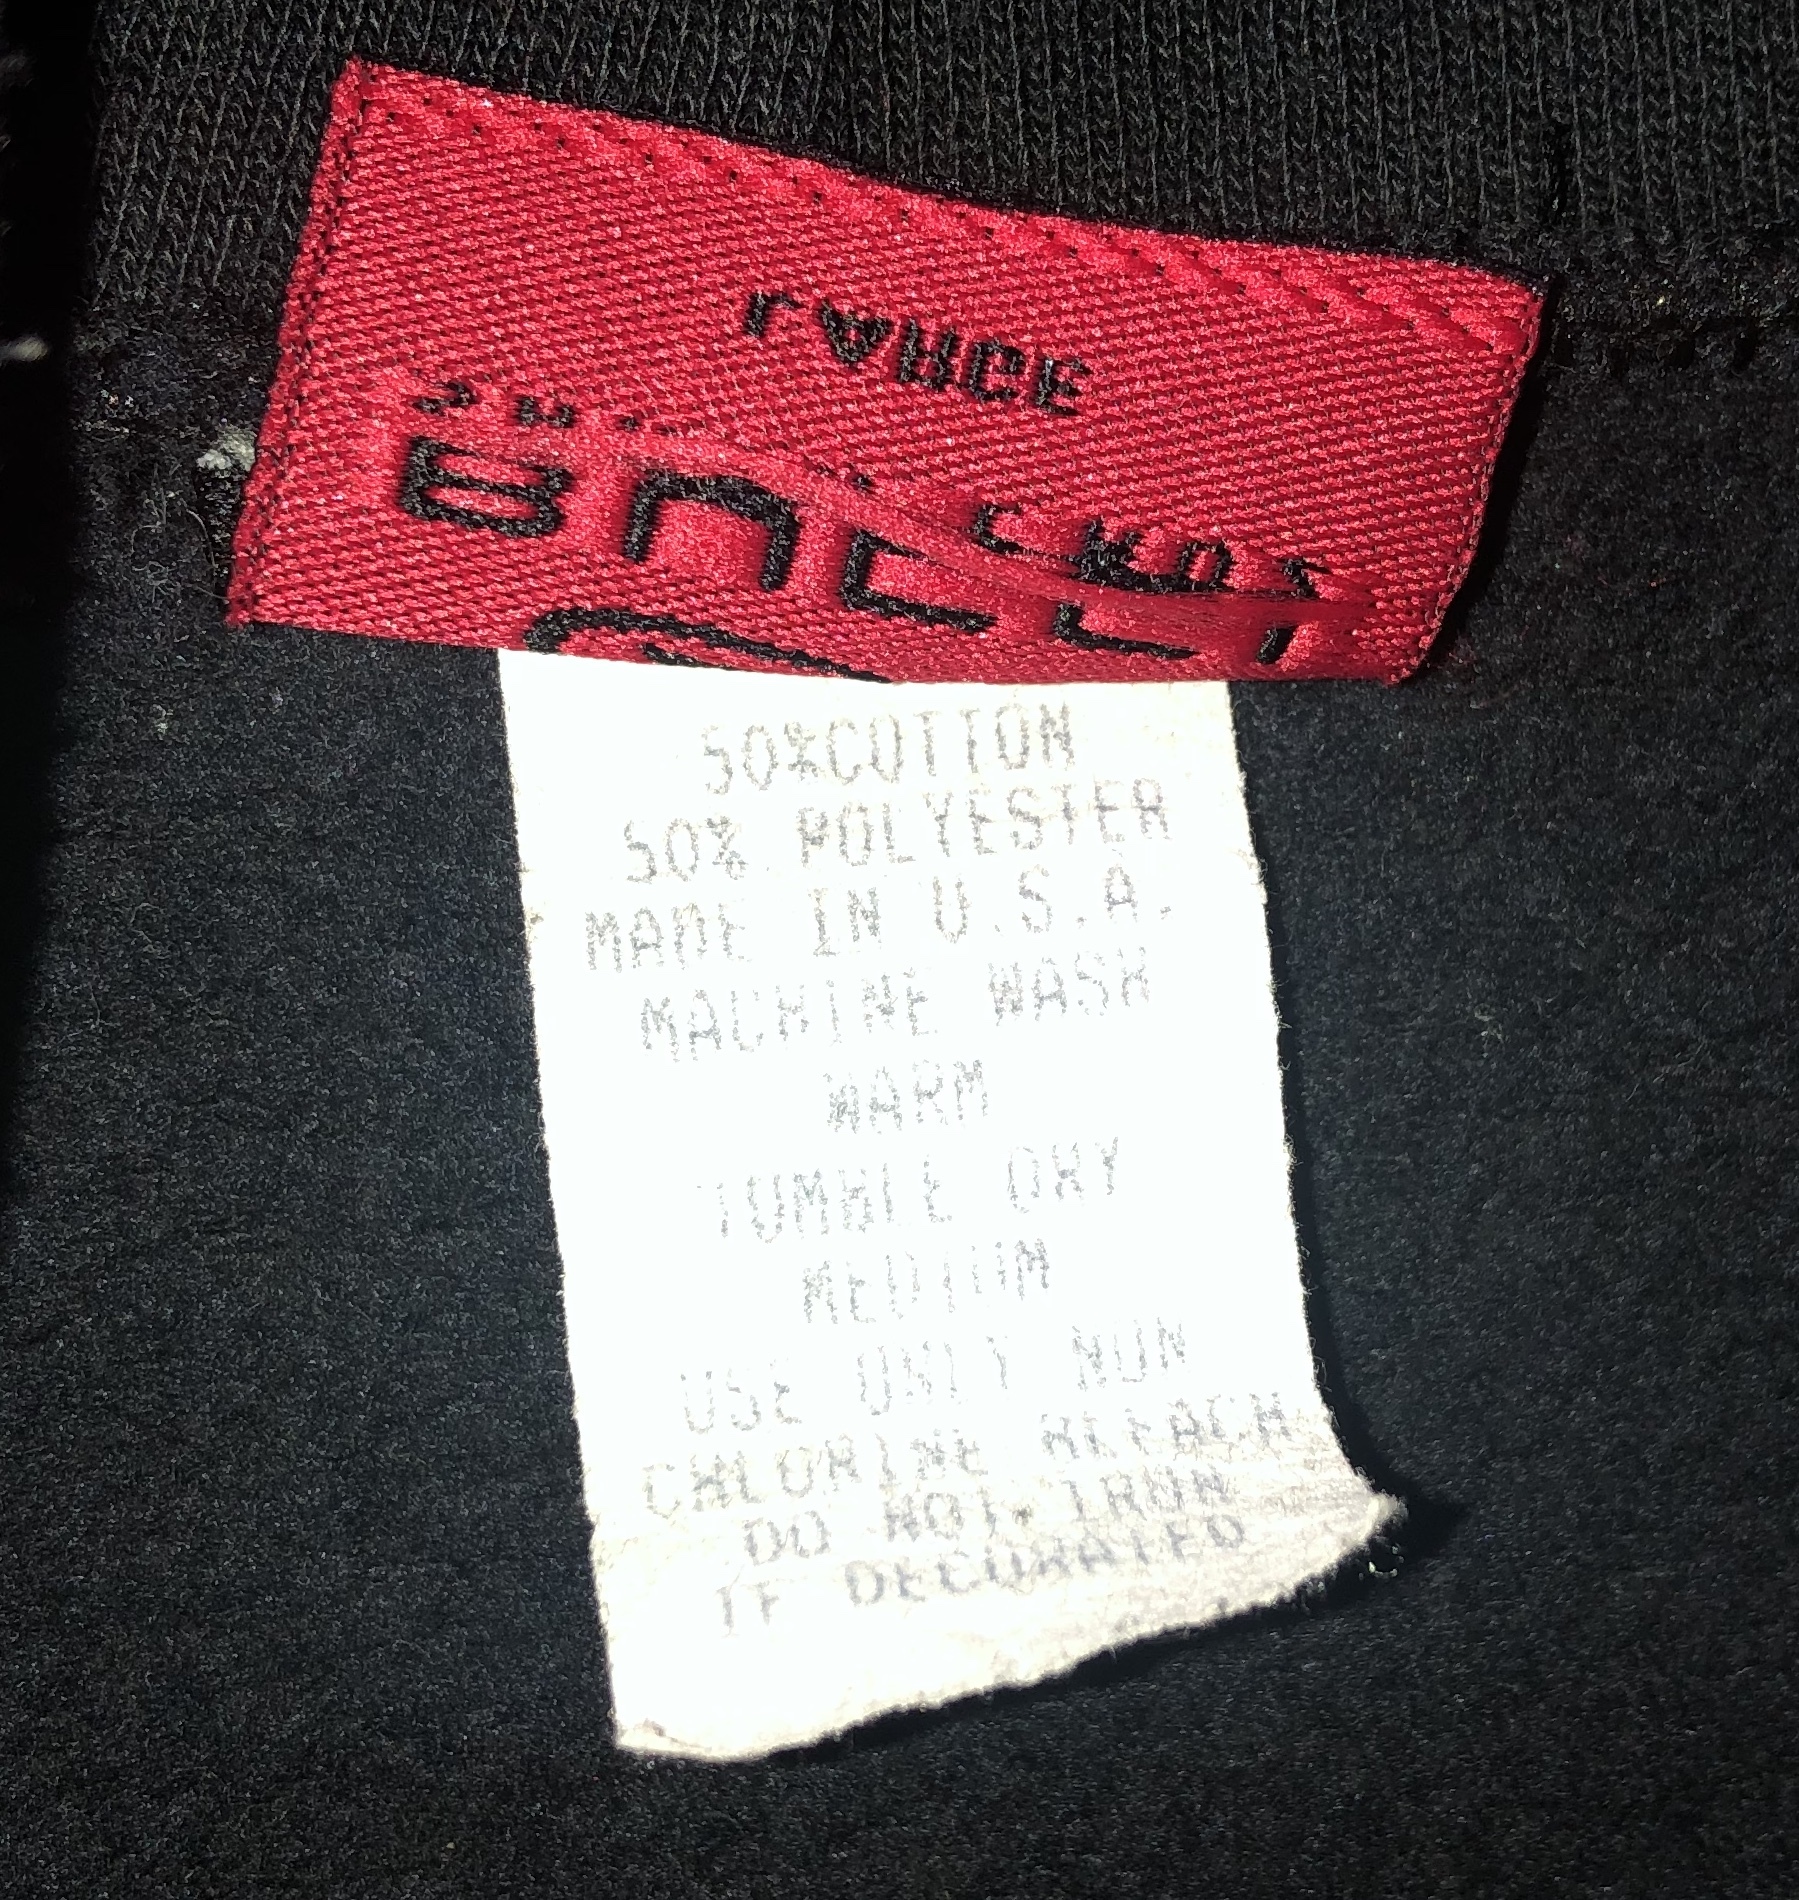 LARGE
50%COTTON
50% POLYESTER
MADE IN U.S.A.
MACHINE WASH
WARM
TUMBLE DRY
MEDIUM
USE ONLY NON
CHLORINE BLEACH
DO NOT IRON
IF DECORATED